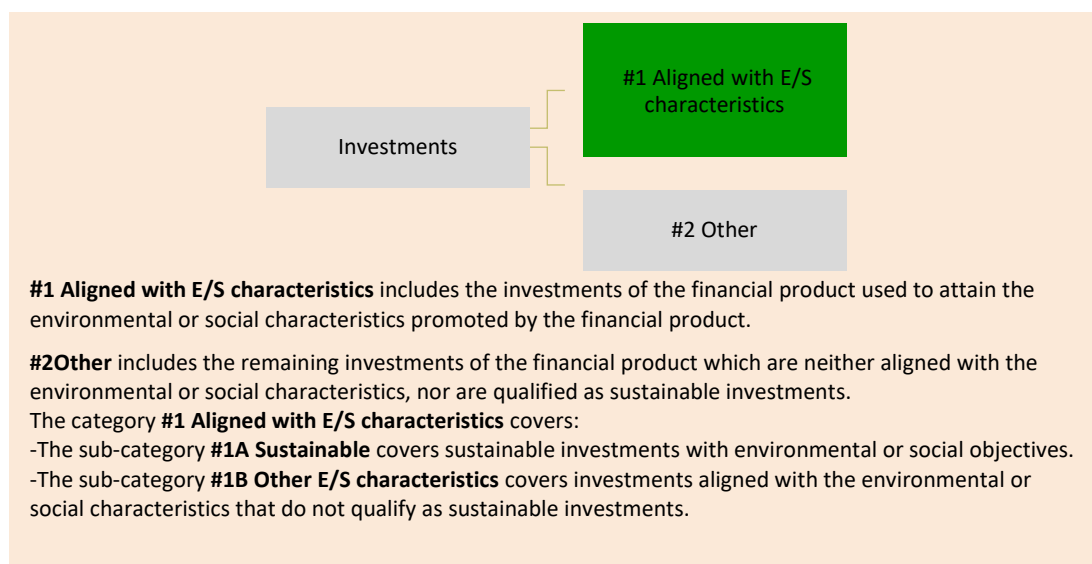 #1 Aligned with E/S
characteristics
Investments
#2 Other
#1 Aligned with E/S characteristics includes the investments of the financial product used to attain the
environmental or social characteristics promoted by the financial product.
#2Other includes the remaining investments of the financial product which are neither aligned with the
environmental or social characteristics, nor are qualified as sustainable investments.
The category #1 Aligned with E/S characteristics covers:
-The sub-category #1A Sustainable covers sustainable investments with environmental or social objectives.
-The sub-category #1B Other E/S characteristics covers investments aligned with the environmental or
social characteristics that do not qualify as sustainable investments.